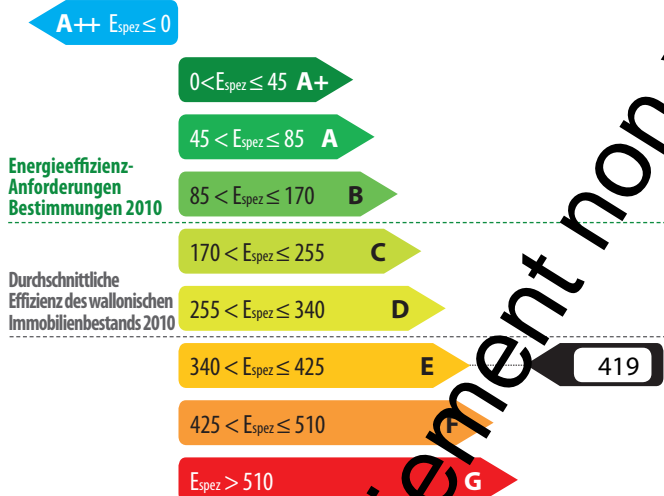 A++ Espez ≤ 0
0<Espez ≤ 45 A+
45 < Espez ≤ 85 A
Energieeffizienz-
Anforderungen
Bestimmungen 2010
85 < Espez ≤ 170 B
170 < Espez ≤ 255 C
Durchschnittliche
Effizienz des wallonischen
Immobilienbestands 2010
255 < Espez ≤ 340 D
340 < Espez ≤ 425 E
419
425 < Espez ≤ 510 F
Espez > 510 G
non